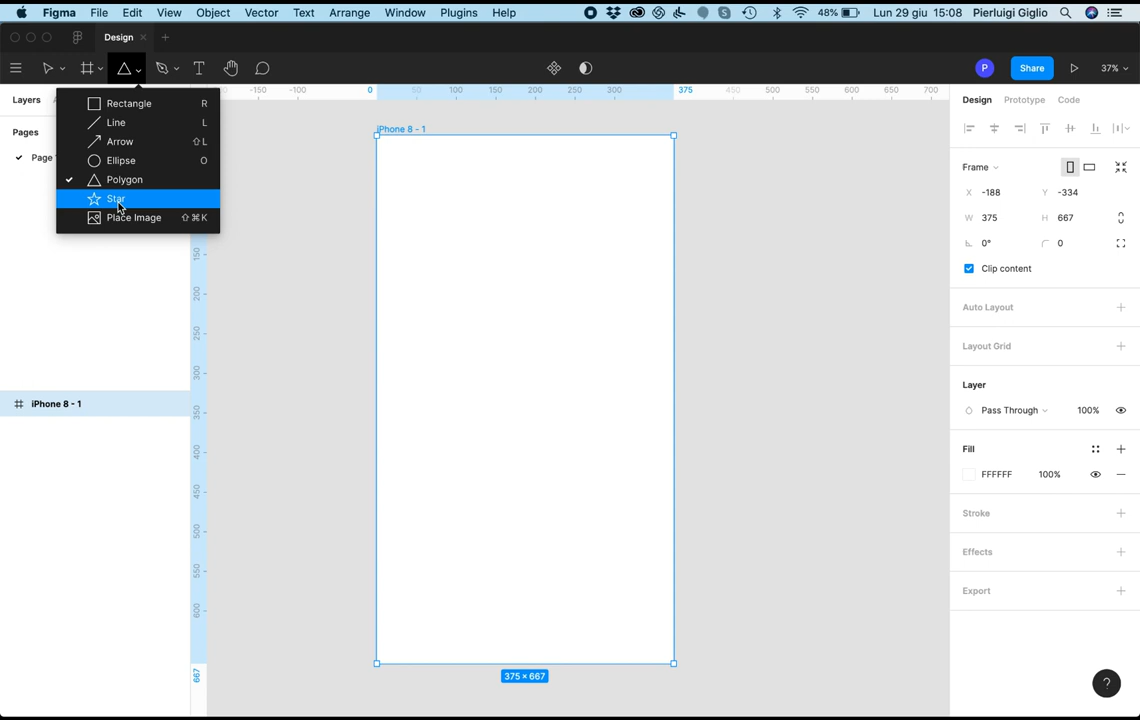 Figma File Edit View Object Vector Text Arrange Window Plugins Help 48% Lun 29 giu 15:08 Pierluigi Giglio
Design
P Share 37%
Layers
Pages
Page
Rectangle R
Line L
Arrow ⇧L
Ellipse O
Polygon
Star
Place Image ⇧⌘K
iPhone 8 - 1
-150 -100 0 50 100 150 200 250 300 375 450 500 550 600 650 700
150
200
250
300
350
400
450
500
550
600
667
iPhone 8 - 1
375 × 667
Design Prototype Code
Frame
X -188 Y -334
W 375 H 667
0° 0
Clip content
Auto Layout
Layout Grid
Layer
Pass Through 100%
Fill
FFFFFF 100%
Stroke
Effects
Export
?